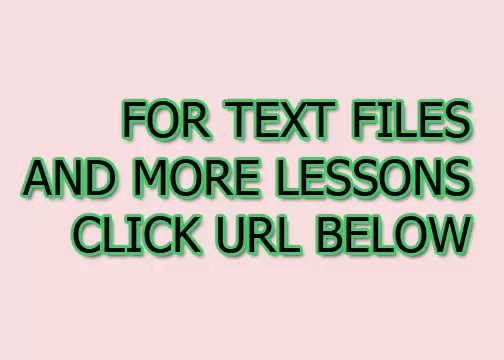 FOR TEXT FILES
AND MORE LESSONS
CLICK URL BELOW